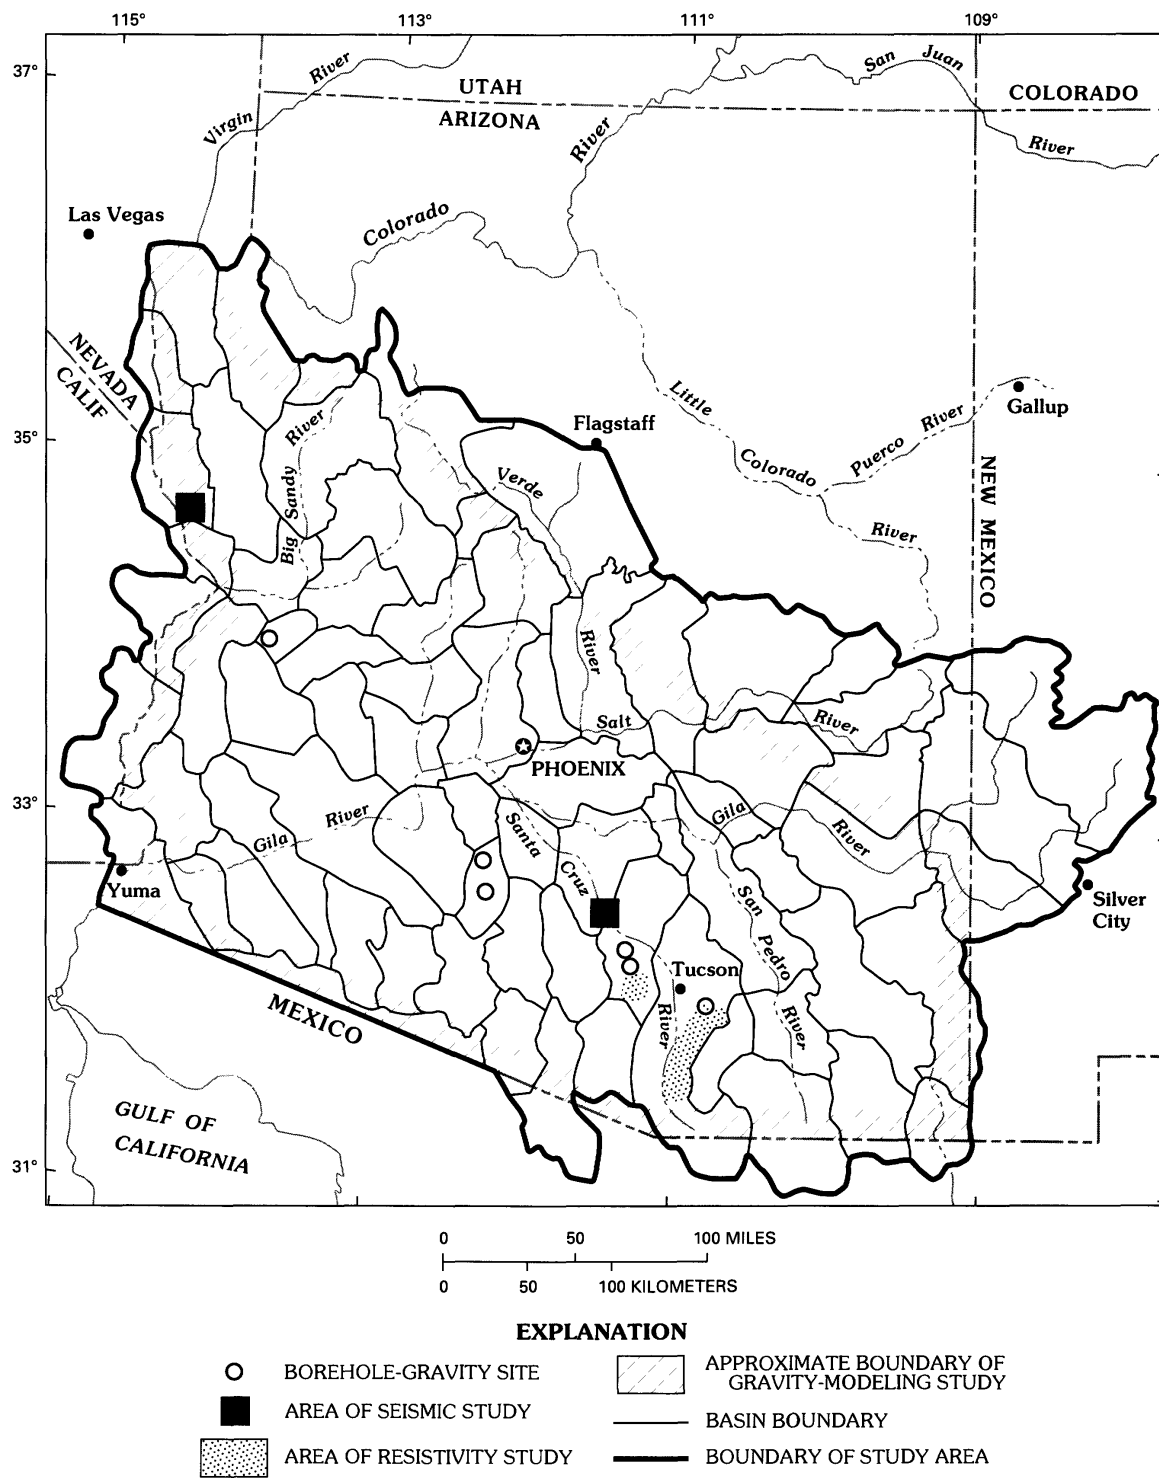 115°
113°
111°
109°
37°
35°
33°
31°
River
Virgin
UTAH
ARIZONA
San Juan
COLORADO
River
River
Las Vegas
Colorado
NEVADA
CALIF
River
Sandy
Big
Flagstaff
Little
Colorado
River
Puerco River
Gallup
Verde
River
NEW MEXICO
Salt
River
PHOENIX
Gila River
Santa
Cruz
River
Gila
River
San
Pedro
River
Yuma
Tucson
Silver
City
MEXICO
GULF OF
CALIFORNIA
0 50 100 MILES
0 50 100 KILOMETERS
EXPLANATION
BOREHOLE-GRAVITY SITE
AREA OF SEISMIC STUDY
AREA OF RESISTIVITY STUDY
APPROXIMATE BOUNDARY OF
GRAVITY-MODELING STUDY
BASIN BOUNDARY
BOUNDARY OF STUDY AREA